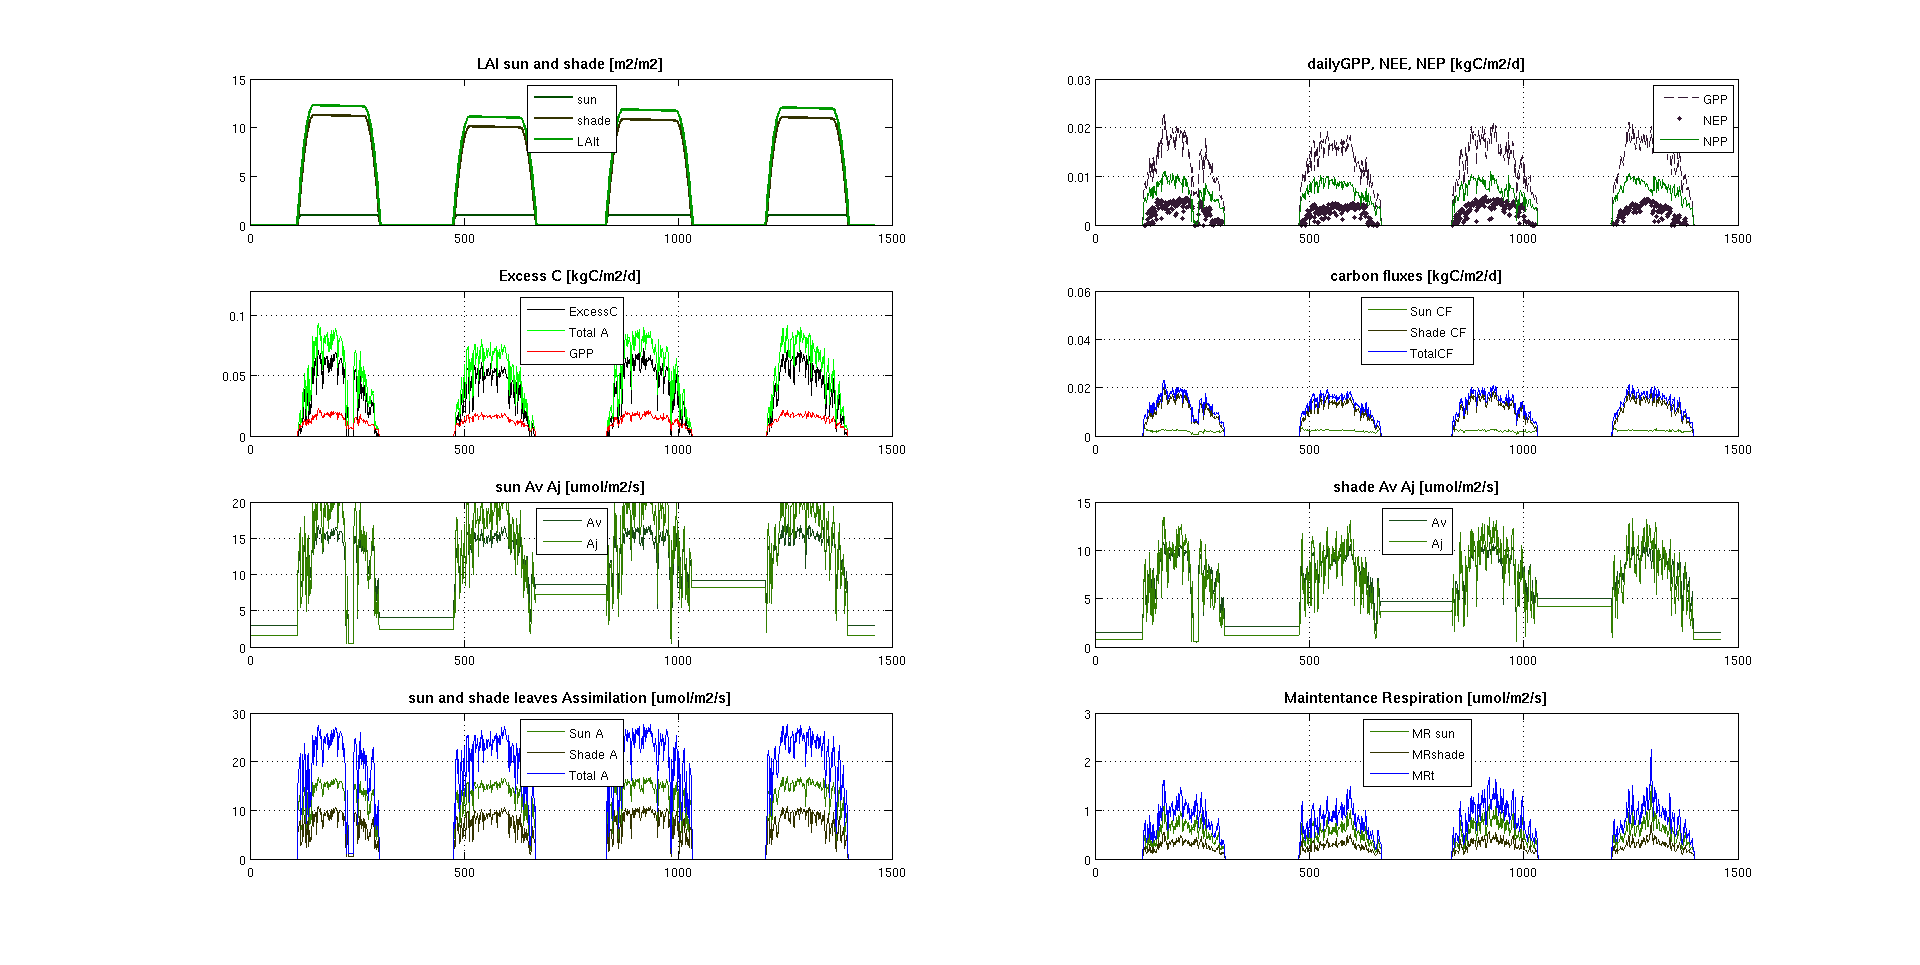 LAI sun and shade [m2/m2]
15
10
5
0
sun
shade
LAIt
0
500
1000
1500
dailyGPP, NEE, NEP [kgC/m2/d]
0.03
0.02
0.01
0
GPP
NEP
NPP
0
500
1000
1500
Excess C [kgC/m2/d]
0.1
0.05
0
ExcessC
Total A
GPP
0
500
1000
1500
carbon fluxes [kgC/m2/d]
0.06
0.04
0.02
0
Sun CF
Shade CF
TotalCF
0
500
1000
1500
sun Av Aj [umol/m2/s]
20
15
10
5
0
Av
Aj
0
500
1000
1500
shade Av Aj [umol/m2/s]
15
10
5
0
Av
Aj
0
500
1000
1500
sun and shade leaves Assimilation [umol/m2/s]
30
20
10
0
Sun A
Shade A
Total A
0
500
1000
1500
Maintentance Respiration [umol/m2/s]
3
2
1
0
MR sun
MRshade
MRt
0
500
1000
1500